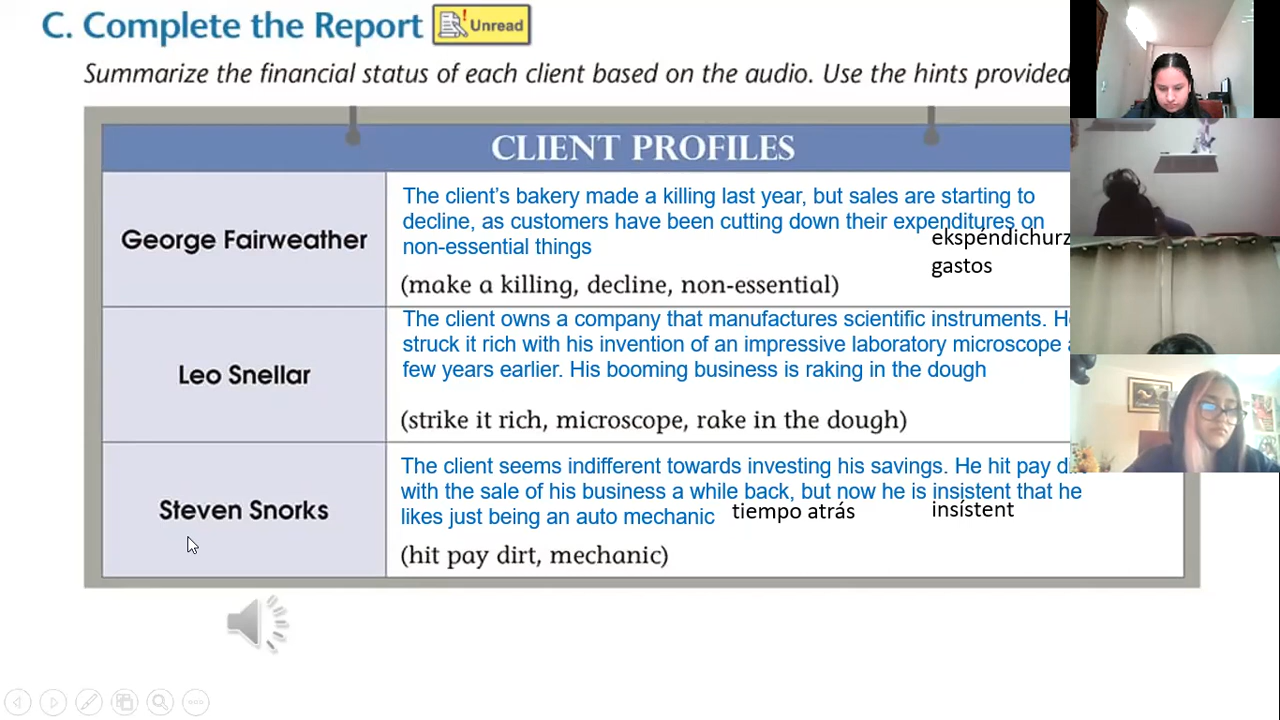 C. Complete the Report
Unread
Summarize the financial status of each client based on the audio. Use the hints provided
CLIENT PROFILES
George Fairweather
The client's bakery made a killing last year, but sales are starting to
decline, as customers have been cutting down their expenditures on
non-essential things
ekspéndichurz
gastos
(make a killing, decline, non-essential)
Leo Snellar
The client owns a company that manufactures scientific instruments.
struck it rich with his invention of an impressive laboratory microscope
few years earlier. His booming business is raking in the dough
(strike it rich, microscope, rake in the dough)
Steven Snorks
The client seems indifferent towards investing his savings. He hit pay
with the sale of his business a while back, but now he is insistent that he
likes just being an auto mechanic
tiempo atrás
insístent
(hit pay dirt, mechanic)